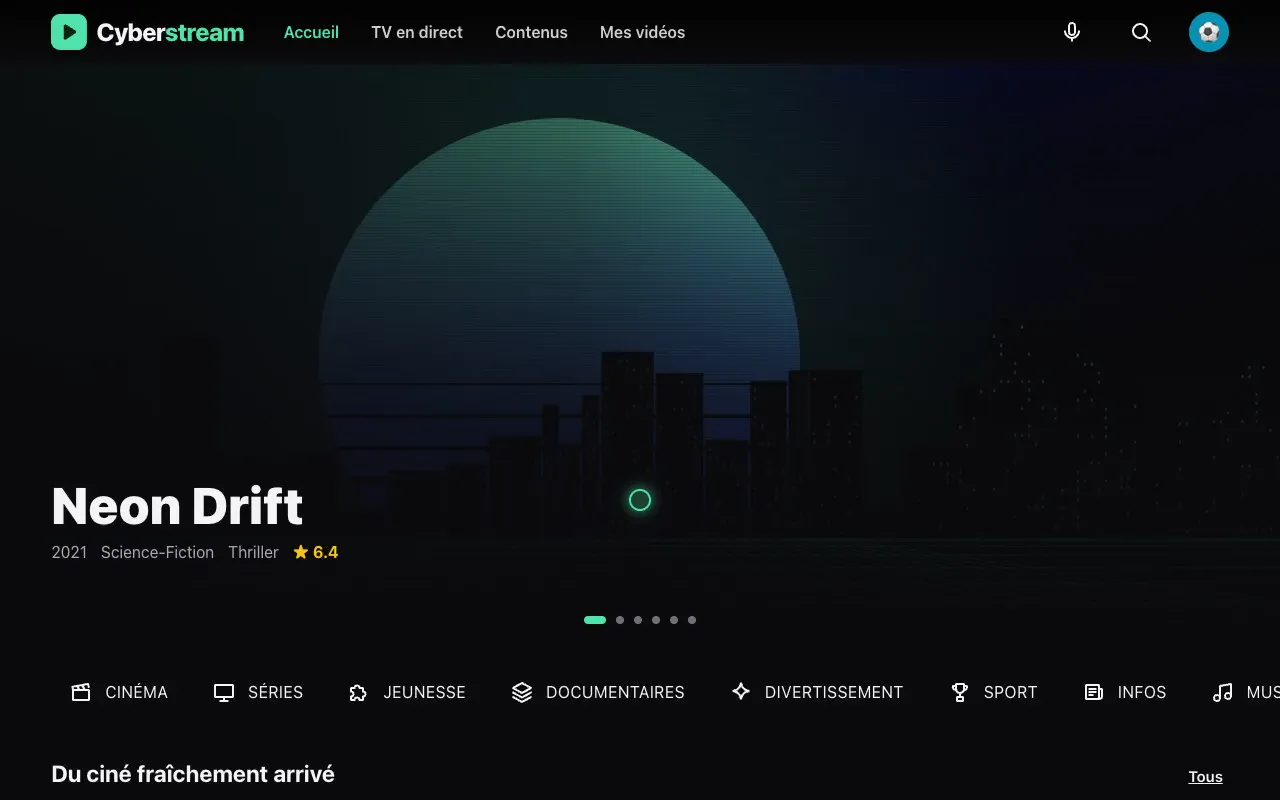 Cyberstream
Accueil
TV en direct
Contenus
Mes vidéos
Neon Drift
2021 Science-Fiction Thriller ★ 6.4
CINÉMA
SÉRIES
JEUNESSE
DOCUMENTAIRES
DIVERTISSEMENT
SPORT
INFOS
MUS
Du ciné fraîchement arrivé
Tous